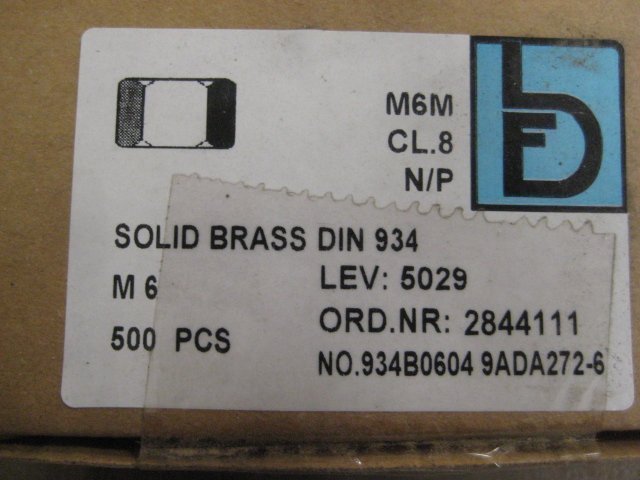 M6M
CL.8
N/P
SOLID BRASS DIN 934
M 6
LEV: 5029
500 PCS
ORD.NR: 2844111
NO.934B0604 9ADA272-6